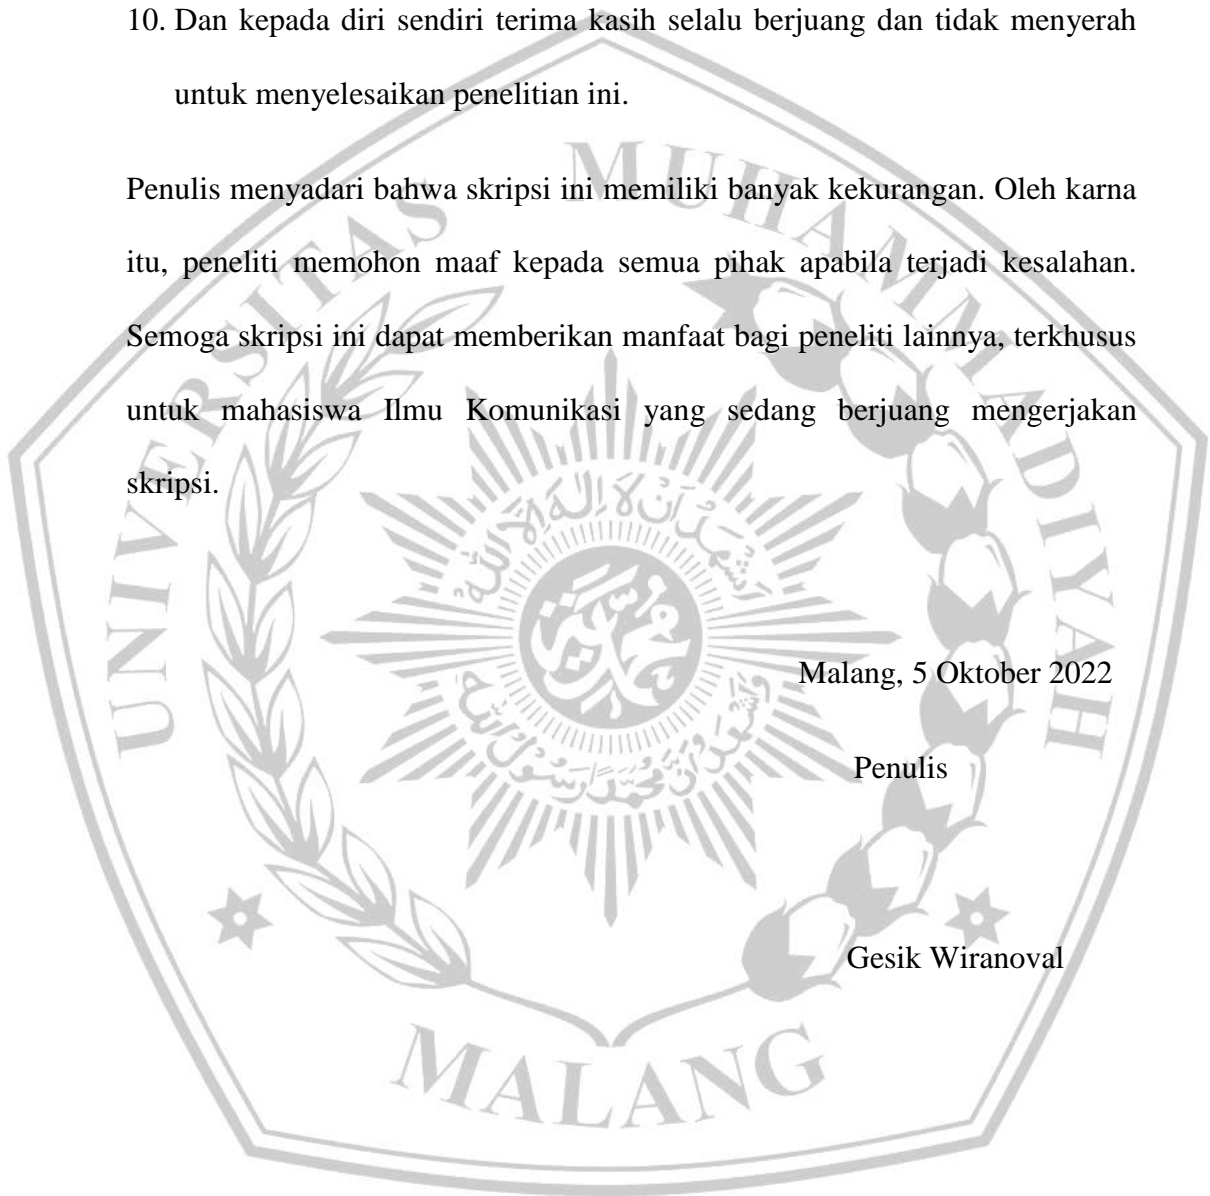 10. Dan kepada diri sendiri terima kasih selalu berjuang dan tidak menyerah
untuk menyelesaikan penelitian ini.
Penulis menyadari bahwa skripsi ini memiliki banyak kekurangan. Oleh karna
itu, peneliti memohon maaf kepada semua pihak apabila terjadi kesalahan.
Semoga skripsi ini dapat memberikan manfaat bagi peneliti lainnya, terkhusus
untuk mahasiswa Ilmu Komunikasi yang sedang berjuang mengerjakan
skripsi.
Malang, 5 Oktober 2022
Penulis
Gesik Wiranoval
UNIVERSITAS MUHAMMADIYAH
MALANG